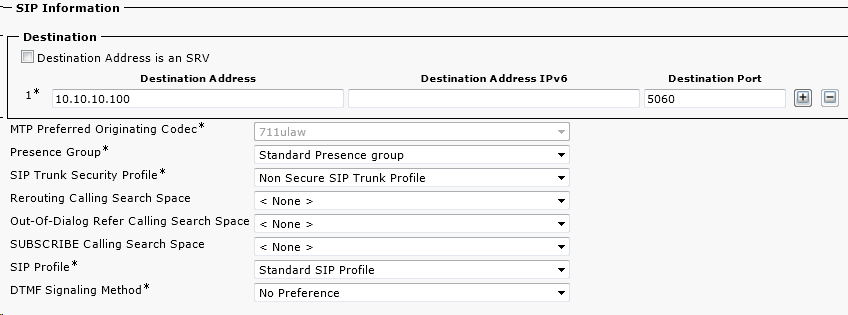 SIP Information
Destination
Destination Address is an SRV
Destination Address Destination Address IPv6 Destination Port
1* 10.10.10.100 5060
MTP Preferred Originating Codec* 711ulaw
Presence Group* Standard Presence group
SIP Trunk Security Profile* Non Secure SIP Trunk Profile
Rerouting Calling Search Space < None >
Out-Of-Dialog Refer Calling Search Space < None >
SUBSCRIBE Calling Search Space < None >
SIP Profile* Standard SIP Profile
DTMF Signaling Method* No Preference